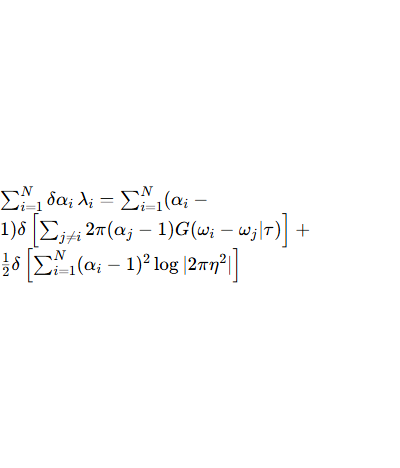 ∑_{i=1}^{N} δα_i λ_i = ∑_{i=1}^{N} (α_i −
1)δ [∑_{j≠i} 2π(α_j − 1)G(ω_i − ω_j|τ)] +
½δ [∑_{i=1}^{N} (α_i − 1)² log |2πη²|]